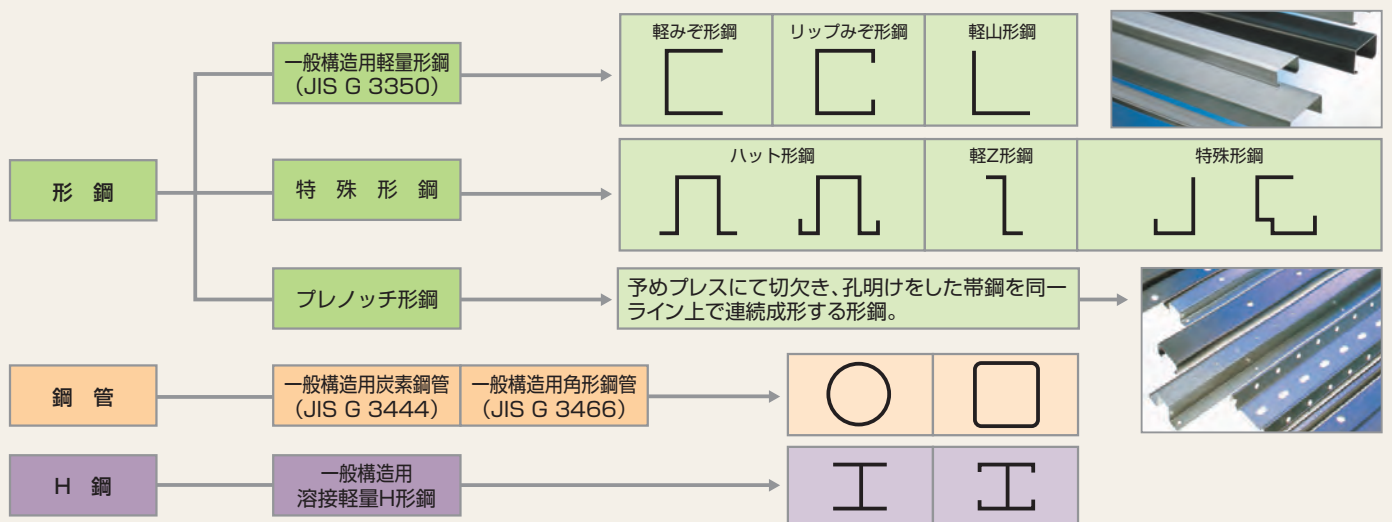 軽みぞ形鋼
リップみぞ形鋼
軽山形鋼
一般構造用軽量形鋼
(JIS G 3350)
ハット形鋼
軽Z形鋼
特殊形鋼
形 鋼
特 殊 形 鋼
プレノッチ形鋼
予めプレスにて切欠き、孔明けをした帯鋼を同一
ライン上で連続成形する形鋼。
鋼 管
一般構造用炭素鋼管
(JIS G 3444)
一般構造用角形鋼管
(JIS G 3466)
H 鋼
一般構造用
溶接軽量H形鋼